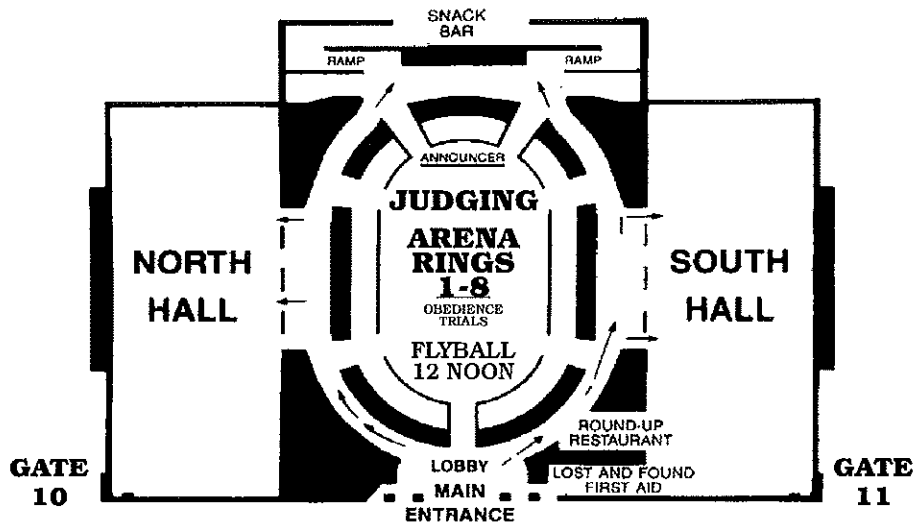 SNACK
BAR
RAMP
RAMP
ANNOUNCER
JUDGING
ARENA
RINGS
1-8
OBEDIENCE
TRIALS
FLYBALL
12 NOON
NORTH
HALL
SOUTH
HALL
ROUND-UP
RESTAURANT
LOST AND FOUND
FIRST AID
LOBBY
MAIN
ENTRANCE
GATE
10
GATE
11